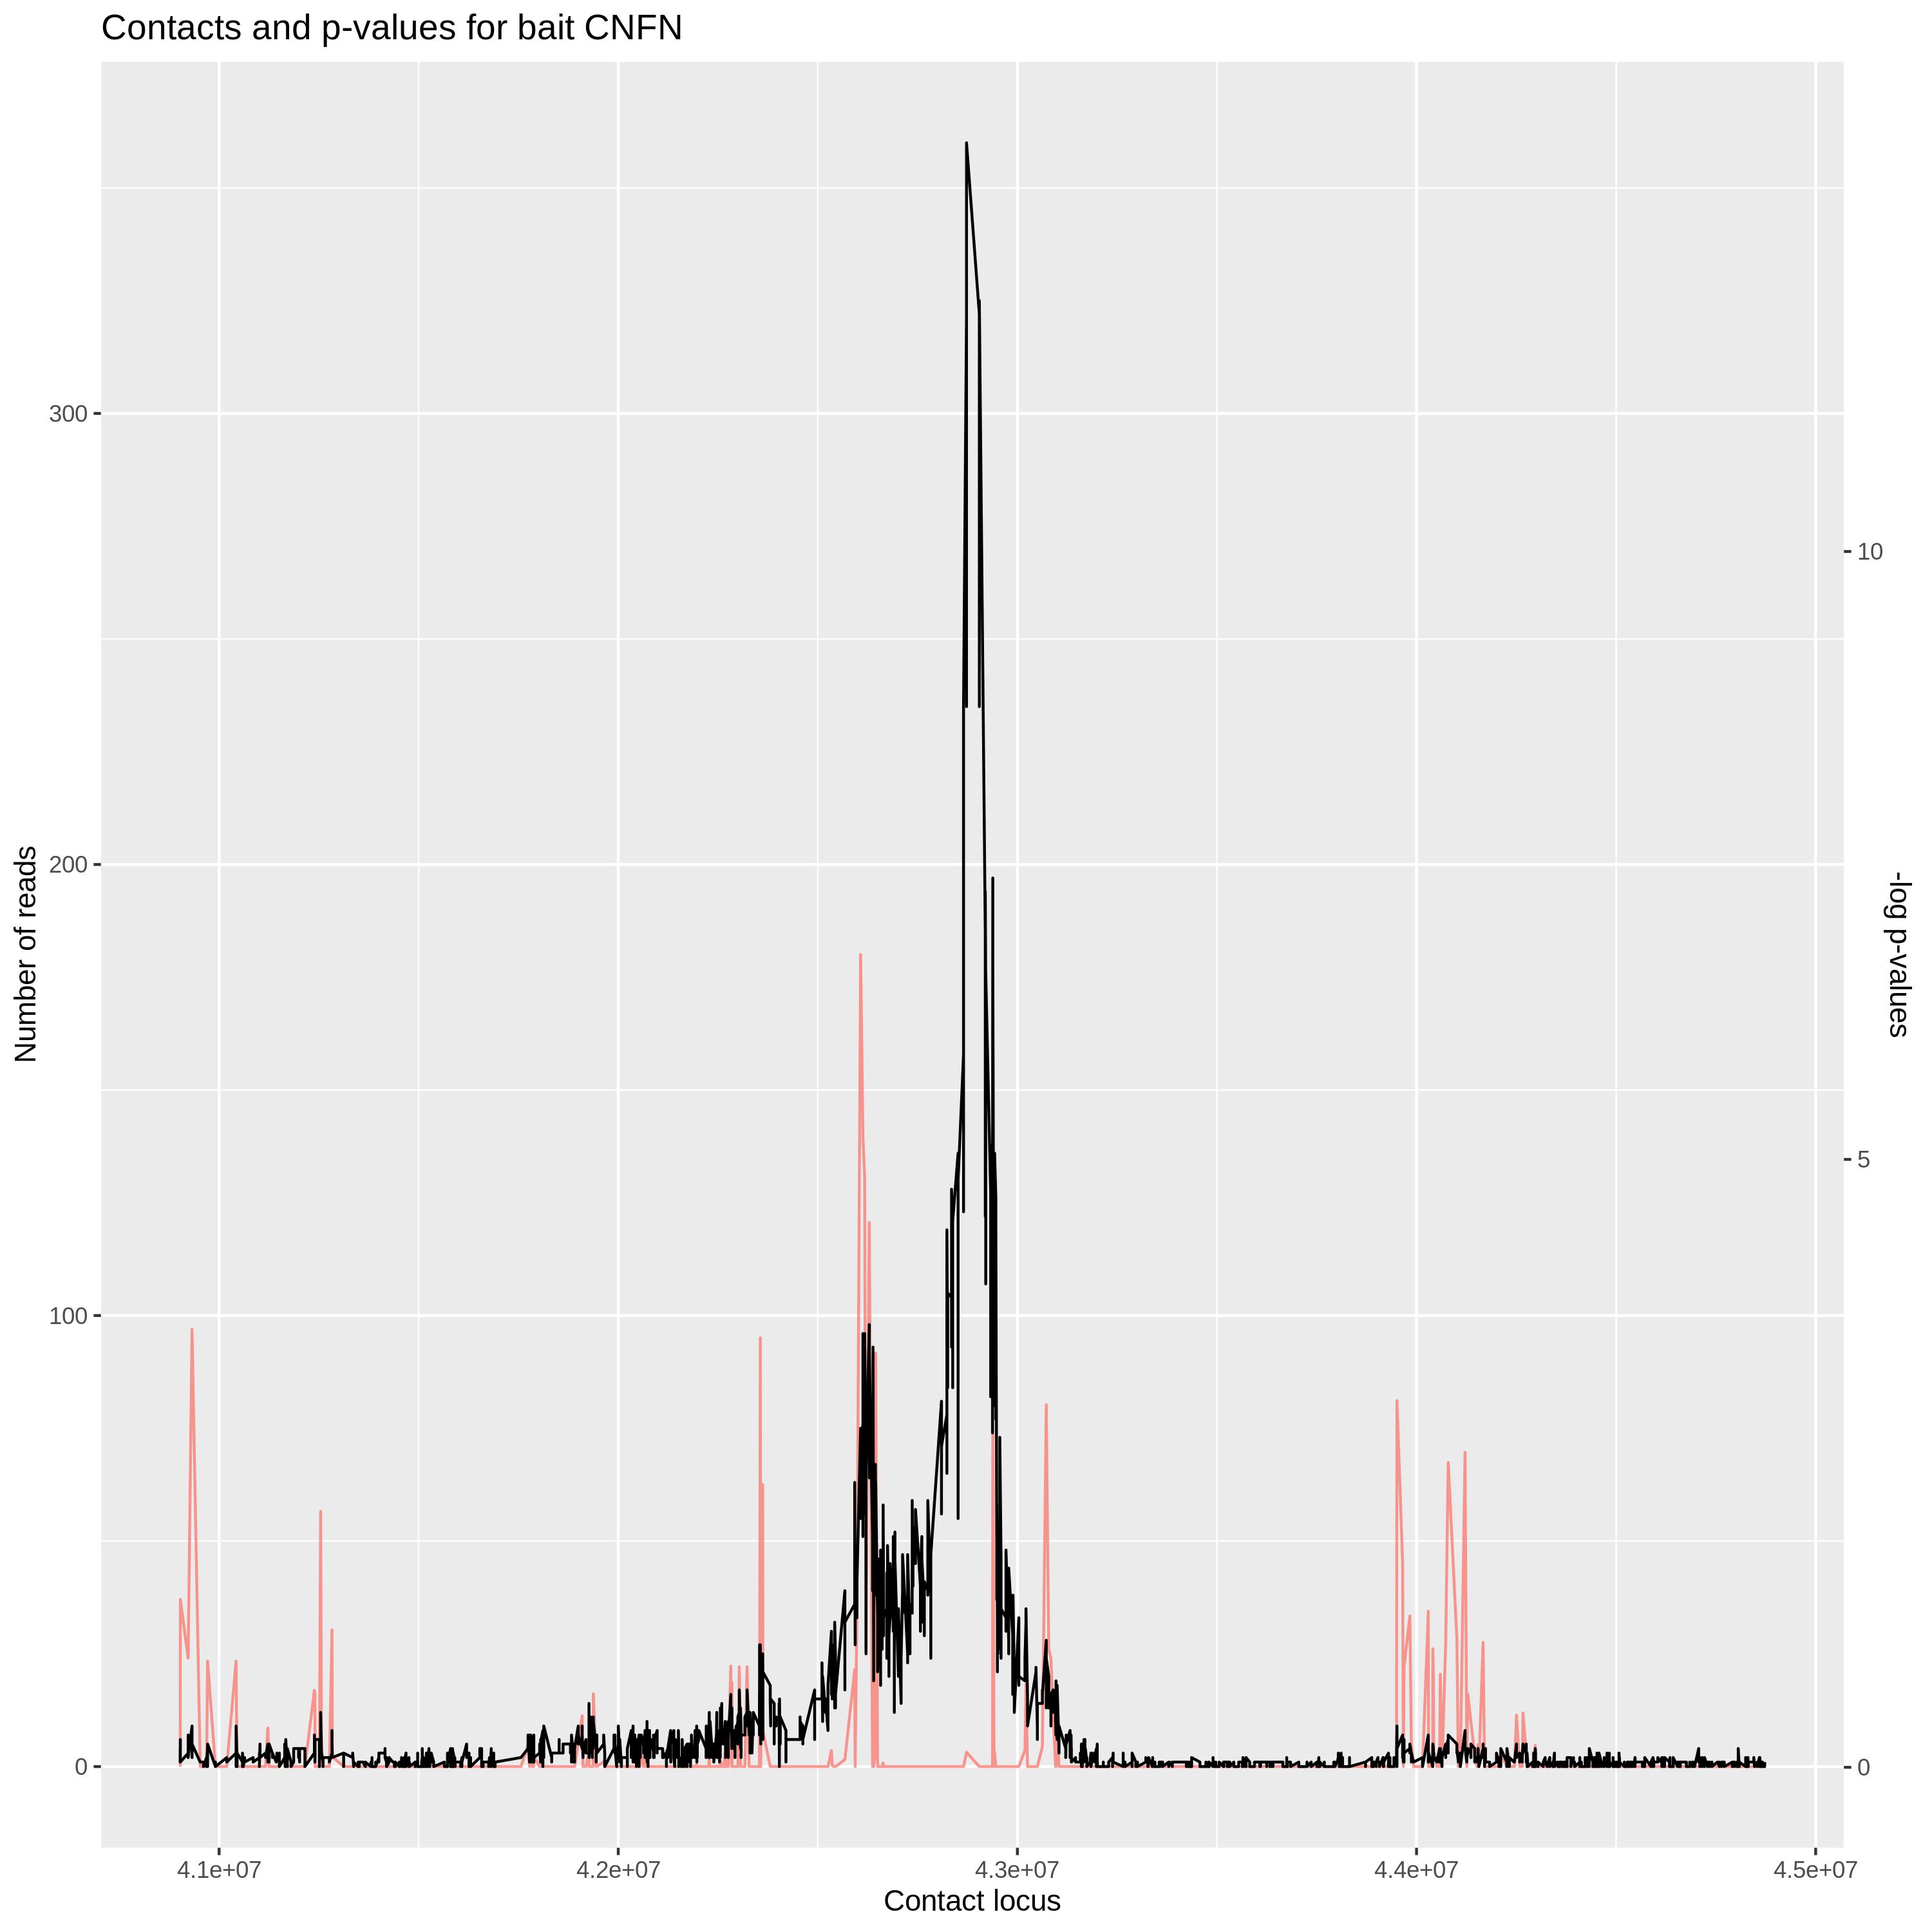 Contacts and p-values for bait CNFN
Number of reads
300
200
100
0
10
5
0
-log p-values
4.1e+07
4.2e+07
4.3e+07
4.4e+07
4.5e+07
Contact locus